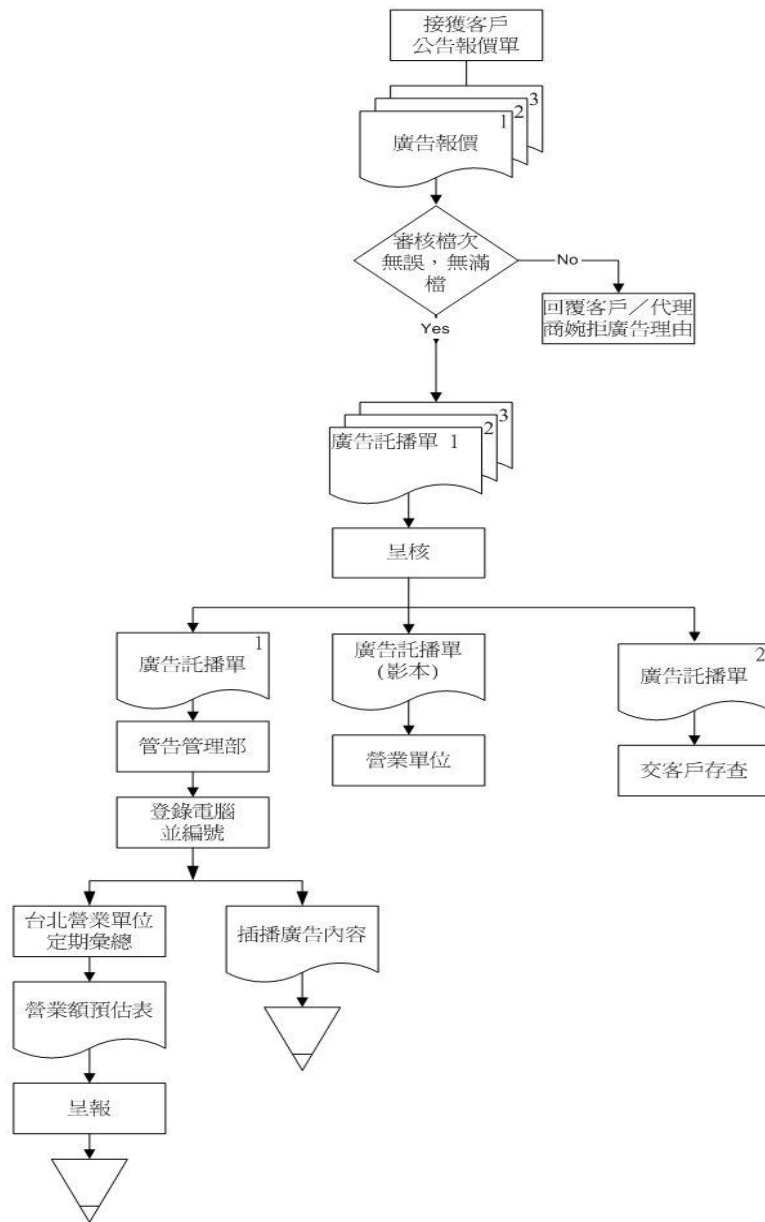 接獲客戶
公告報價單
3
2
1
廣告報價
審核檔次
無誤，無滿
檔
No
回覆客戶／代理
商婉拒廣告理由
Yes
3
2
廣告託播單 1
呈核
1
廣告託播單
廣告託播單
(影本)
2
廣告託播單
管告管理部
營業單位
交客戶存查
登錄電腦
並編號
台北營業單位
定期彙總
插播廣告內容
營業額預估表
呈報